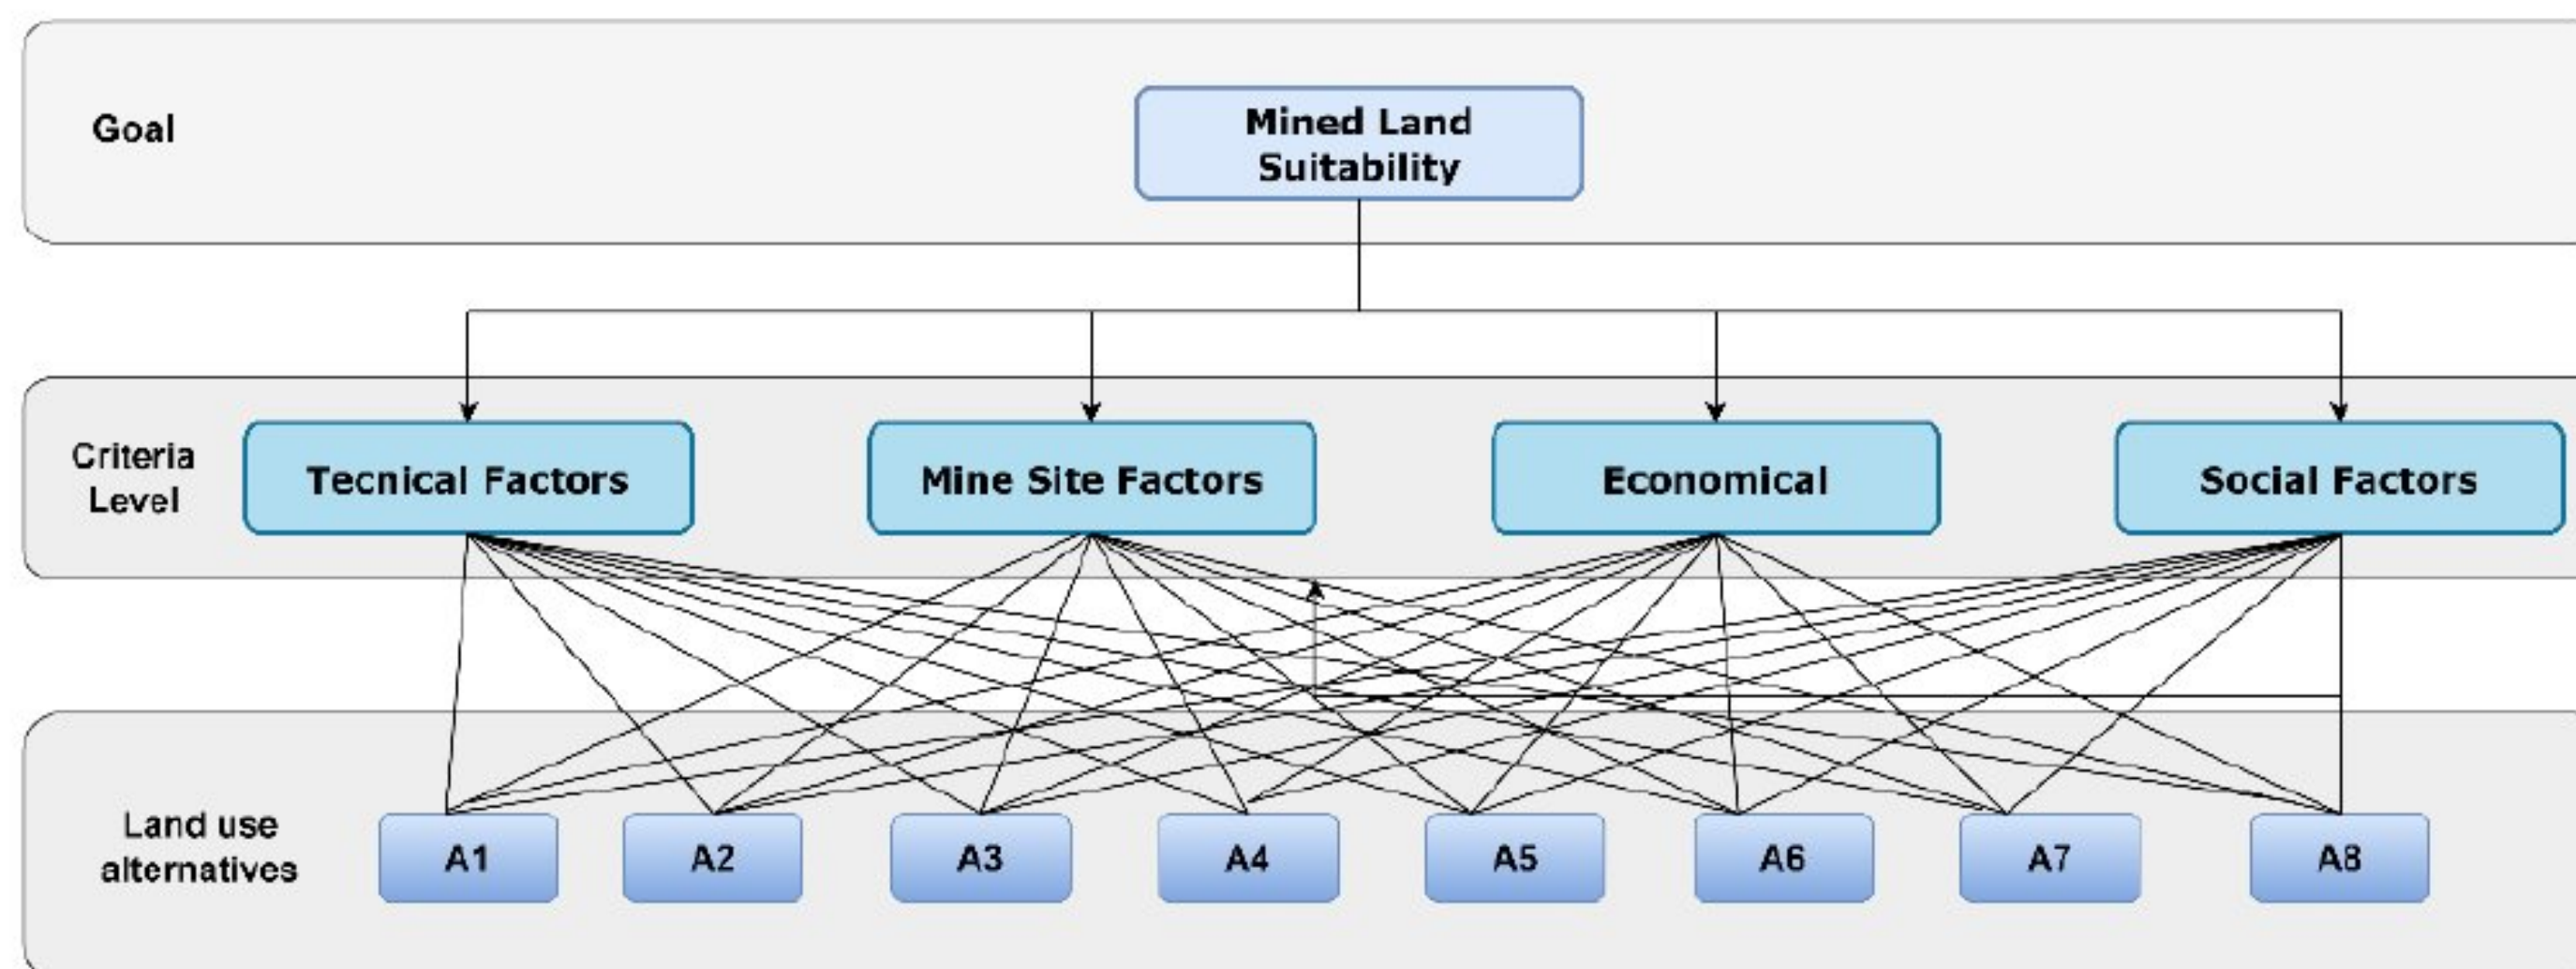 Goal
Mined Land
Suitability
Criteria
Level
Tecnical Factors
Mine Site Factors
Economical
Social Factors
Land use
alternatives
A1
A2
A3
A4
A5
A6
A7
A8